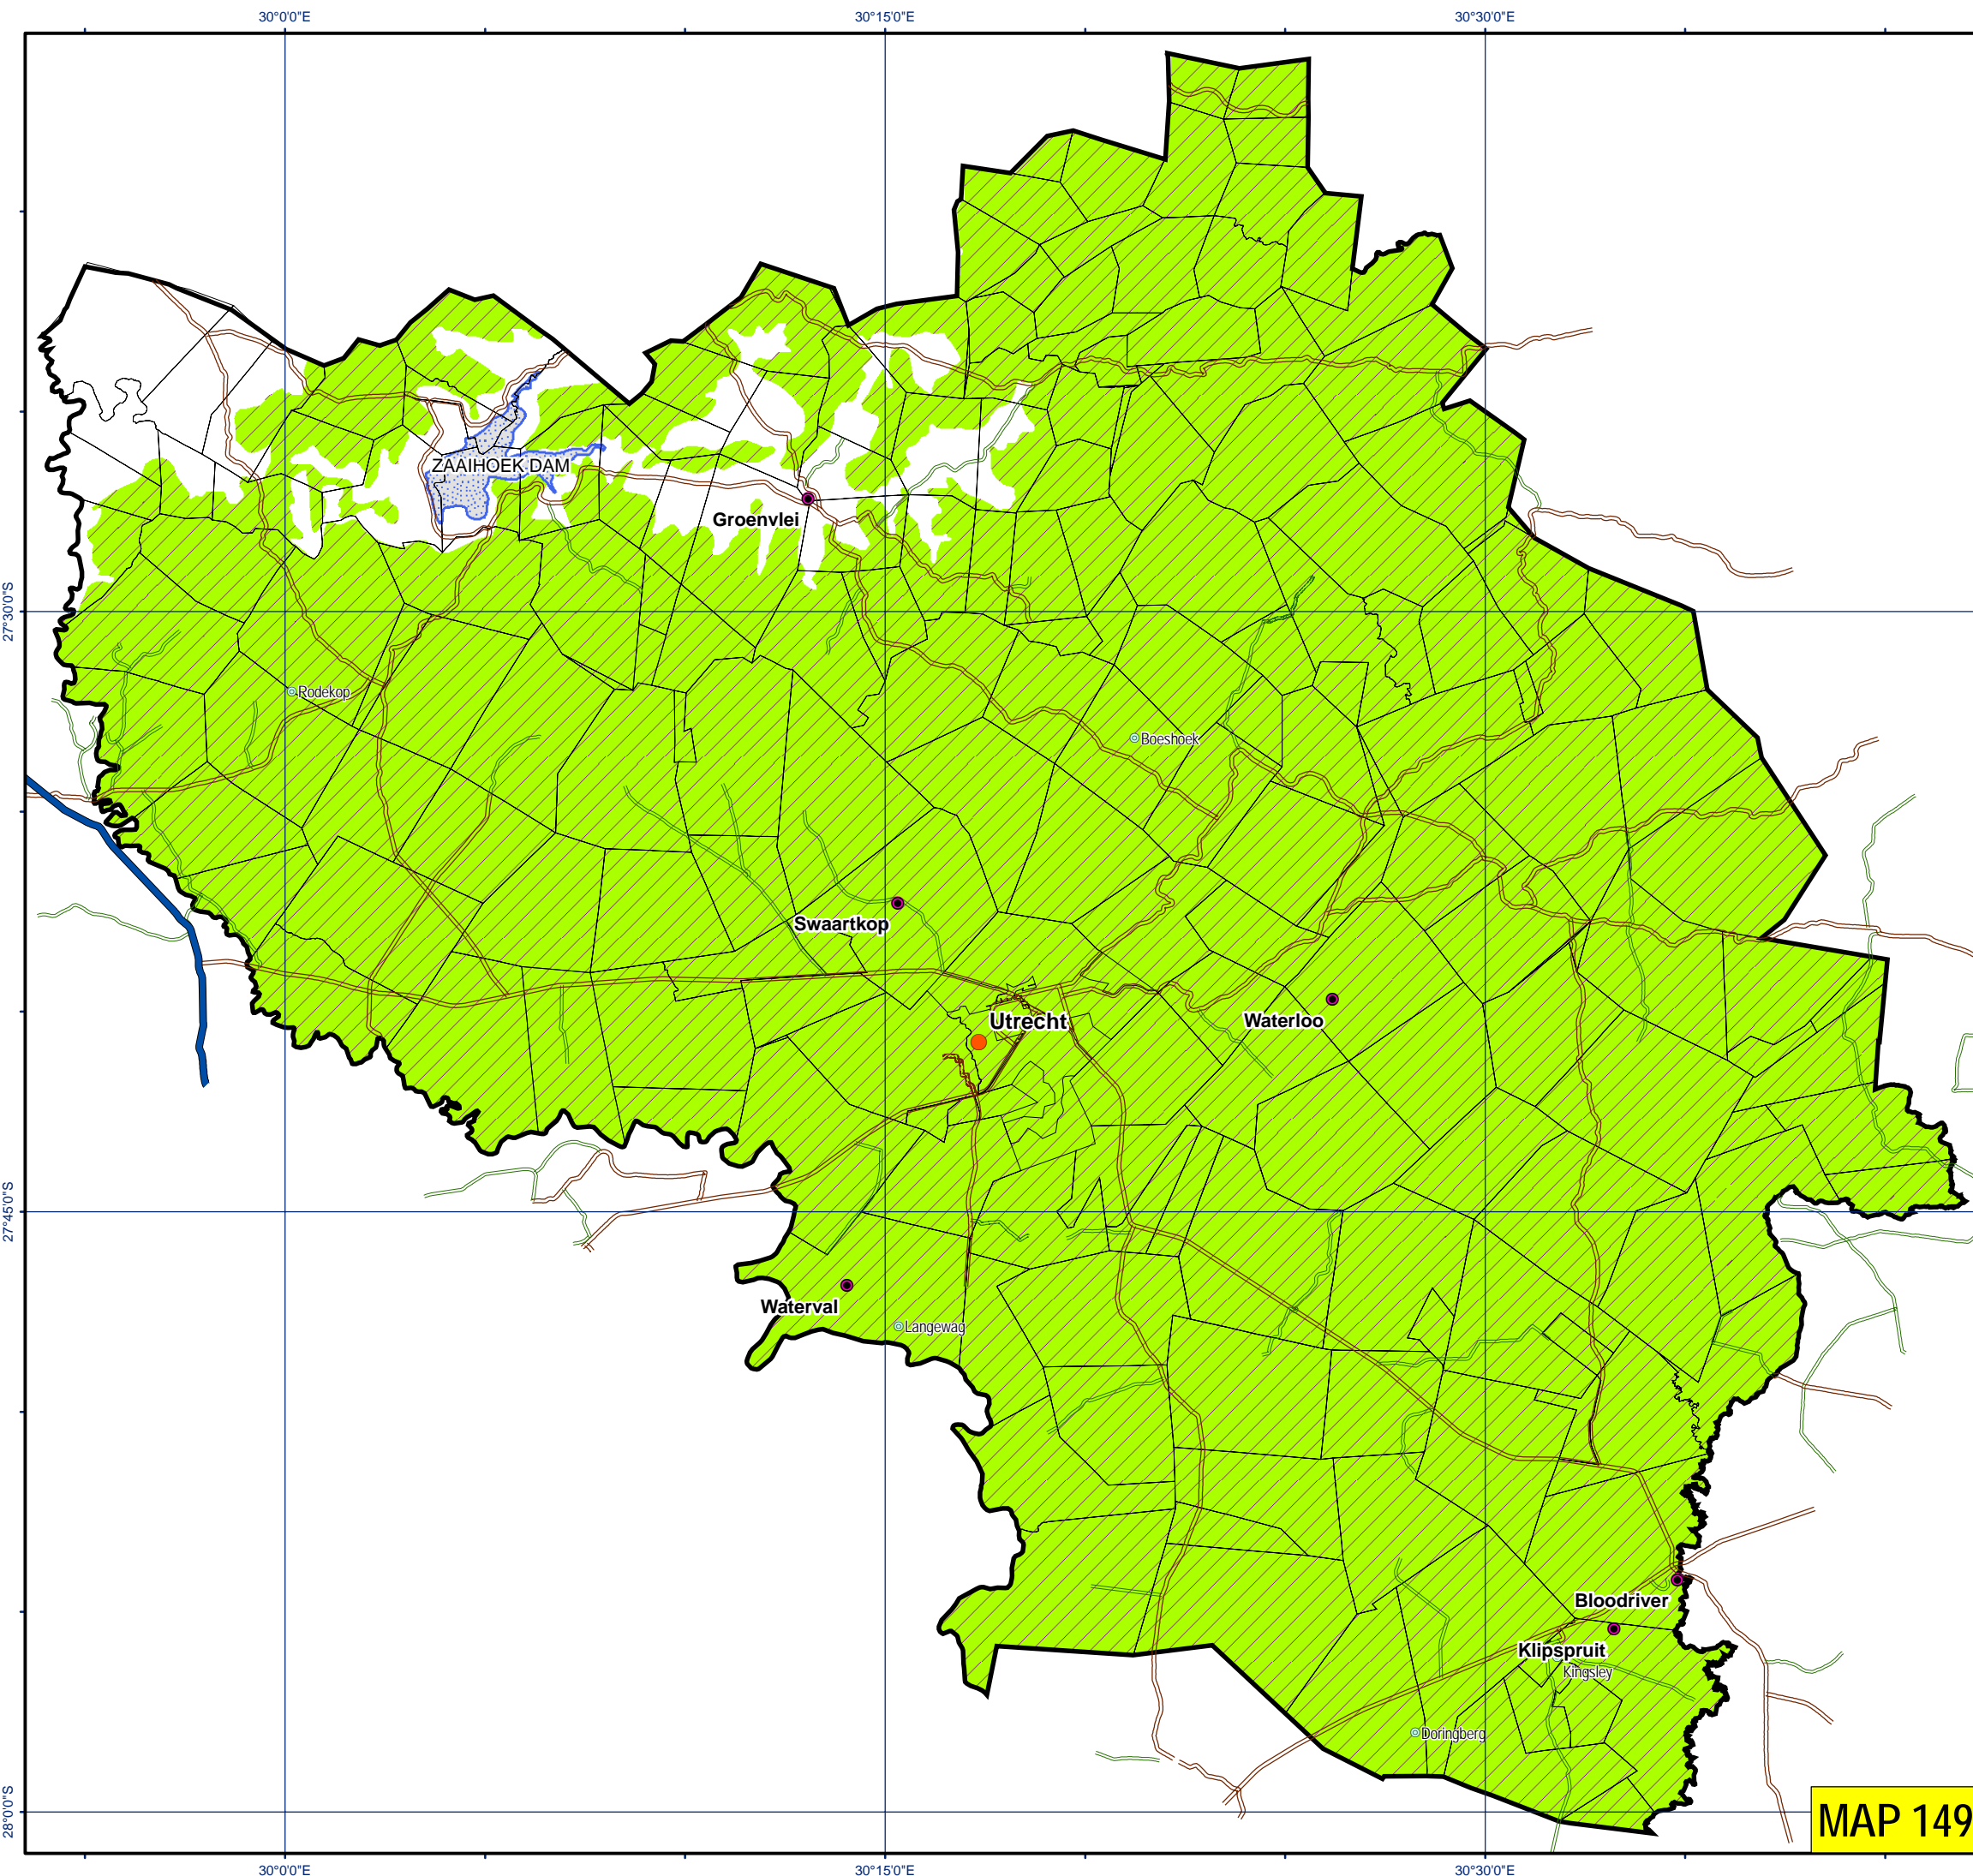 30°0'0"E
30°15'0"E
30°30'0"E
ZAAIHOEK DAM
Groenvlei
27°30'0"S
Rodekop
Boeshoek
Swaartkop
Utrecht
Waterloo
27°45'0"S
Waterval
Langewag
Bloodriver
Klipspruit
Kingsley
Doringberg
28°0'0"S
MAP 149
30°0'0"E
30°15'0"E
30°30'0"E